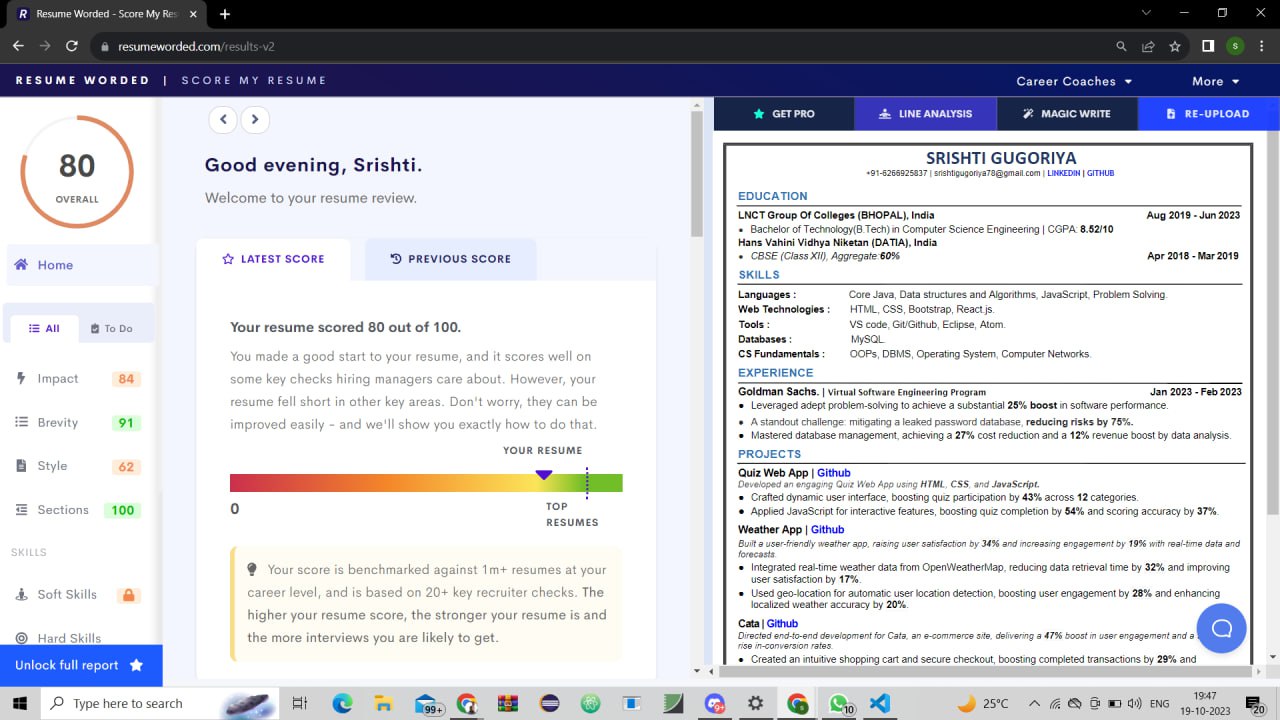 Score My Resume - My Res
resumeworded.com/results-v2
S
RESUME WORDED | SCORE MY RESUME
Career Coaches
More
80
OVERALL
Home
All
To Do
Impact 84
Brevity 91
Style 62
Sections 100
SKILLS
Soft Skills
Hard Skills
Unlock full report
Good evening, Srishti.
Welcome to your resume review.
LATEST SCORE
PREVIOUS SCORE
Your resume scored 80 out of 100.
You made a good start to your resume, and it scores well on
some key checks hiring managers care about. However, your
resume fell short in other key areas. Don't worry, they can be
improved easily - and we'll show you exactly how to do that.
YOUR RESUME
0
TOP
RESUMES
Your score is benchmarked against 1m+ resumes at your
career level, and is based on 20+ key recruiter checks. The
higher your resume score, the stronger your resume is and
the more interviews you are likely to get.
GET PRO
LINE ANALYSIS
MAGIC WRITE
RE-UPLOAD
SRISHTI GUGORIYA
+91-6266925837 | srishtigugoriya78@gmail.com | LINKEDIN | GITHUB
EDUCATION
LNCT Group Of Colleges (BHOPAL), India Aug 2019 - Jun 2023
• Bachelor of Technology(B.Tech) in Computer Science Engineering | CGPA: 8.52/10
Hans Vahini Vidhya Niketan (DATIA), India
• CBSE (Class XII), Aggregate:60% Apr 2018 - Mar 2019
SKILLS
Languages : Core Java, Data structures and Algorithms, JavaScript, Problem Solving.
Web Technologies : HTML, CSS, Bootstrap, React.js.
Tools : VS code, Git/Github, Eclipse, Atom.
Databases : MySQL.
CS Fundamentals : OOPs, DBMS, Operating System, Computer Networks.
EXPERIENCE
Goldman Sachs. | Virtual Software Engineering Program Jan 2023 - Feb 2023
• Leveraged adept problem-solving to achieve a substantial 25% boost in software performance.
• A standout challenge: mitigating a leaked password database, reducing risks by 75%.
• Mastered database management, achieving a 27% cost reduction and a 12% revenue boost by data analysis.
PROJECTS
Quiz Web App | Github
Developed an engaging Quiz Web App using HTML, CSS, and JavaScript.
• Crafted dynamic user interface, boosting quiz participation by 43% across 12 categories.
• Applied JavaScript for interactive features, boosting quiz completion by 54% and scoring accuracy by 37%.
Weather App | Github
Built a user-friendly weather app, raising user satisfaction by 34% and increasing engagement by 19% with real-time data and
forecasts.
• Integrated real-time weather data from OpenWeatherMap, reducing data retrieval time by 32% and improving
user satisfaction by 17%.
• Used geo-location for automatic user location detection, boosting user engagement by 28% and enhancing
localized weather accuracy by 20%.
Cata | Github
Directed end-to-end development for Cata, an e-commerce site, delivering a 47% boost in user engagement and a
rise in-conversion rates.
• Created an intuitive shopping cart and secure checkout, boosting completed transactions by 29% and
Type here to search
99+
9+
10
25°C
ENG
19:47
19-10-2023
20